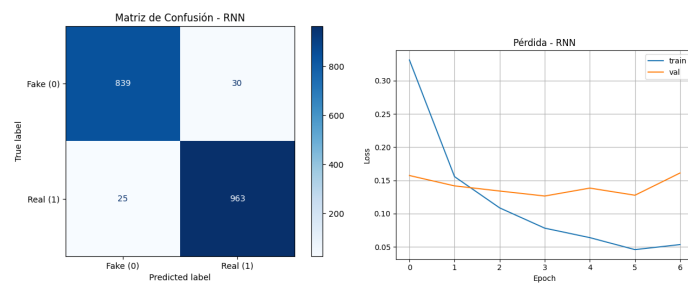 Matriz de Confusión - RNN
True label
Fake (0)
Real (1)
839
30
25
963
Fake (0)
Real (1)
Predicted label
800
600
400
200
Pérdida - RNN
train
val
Loss
0.30
0.25
0.20
0.15
0.10
0.05
0
1
2
3
4
5
6
Epoch